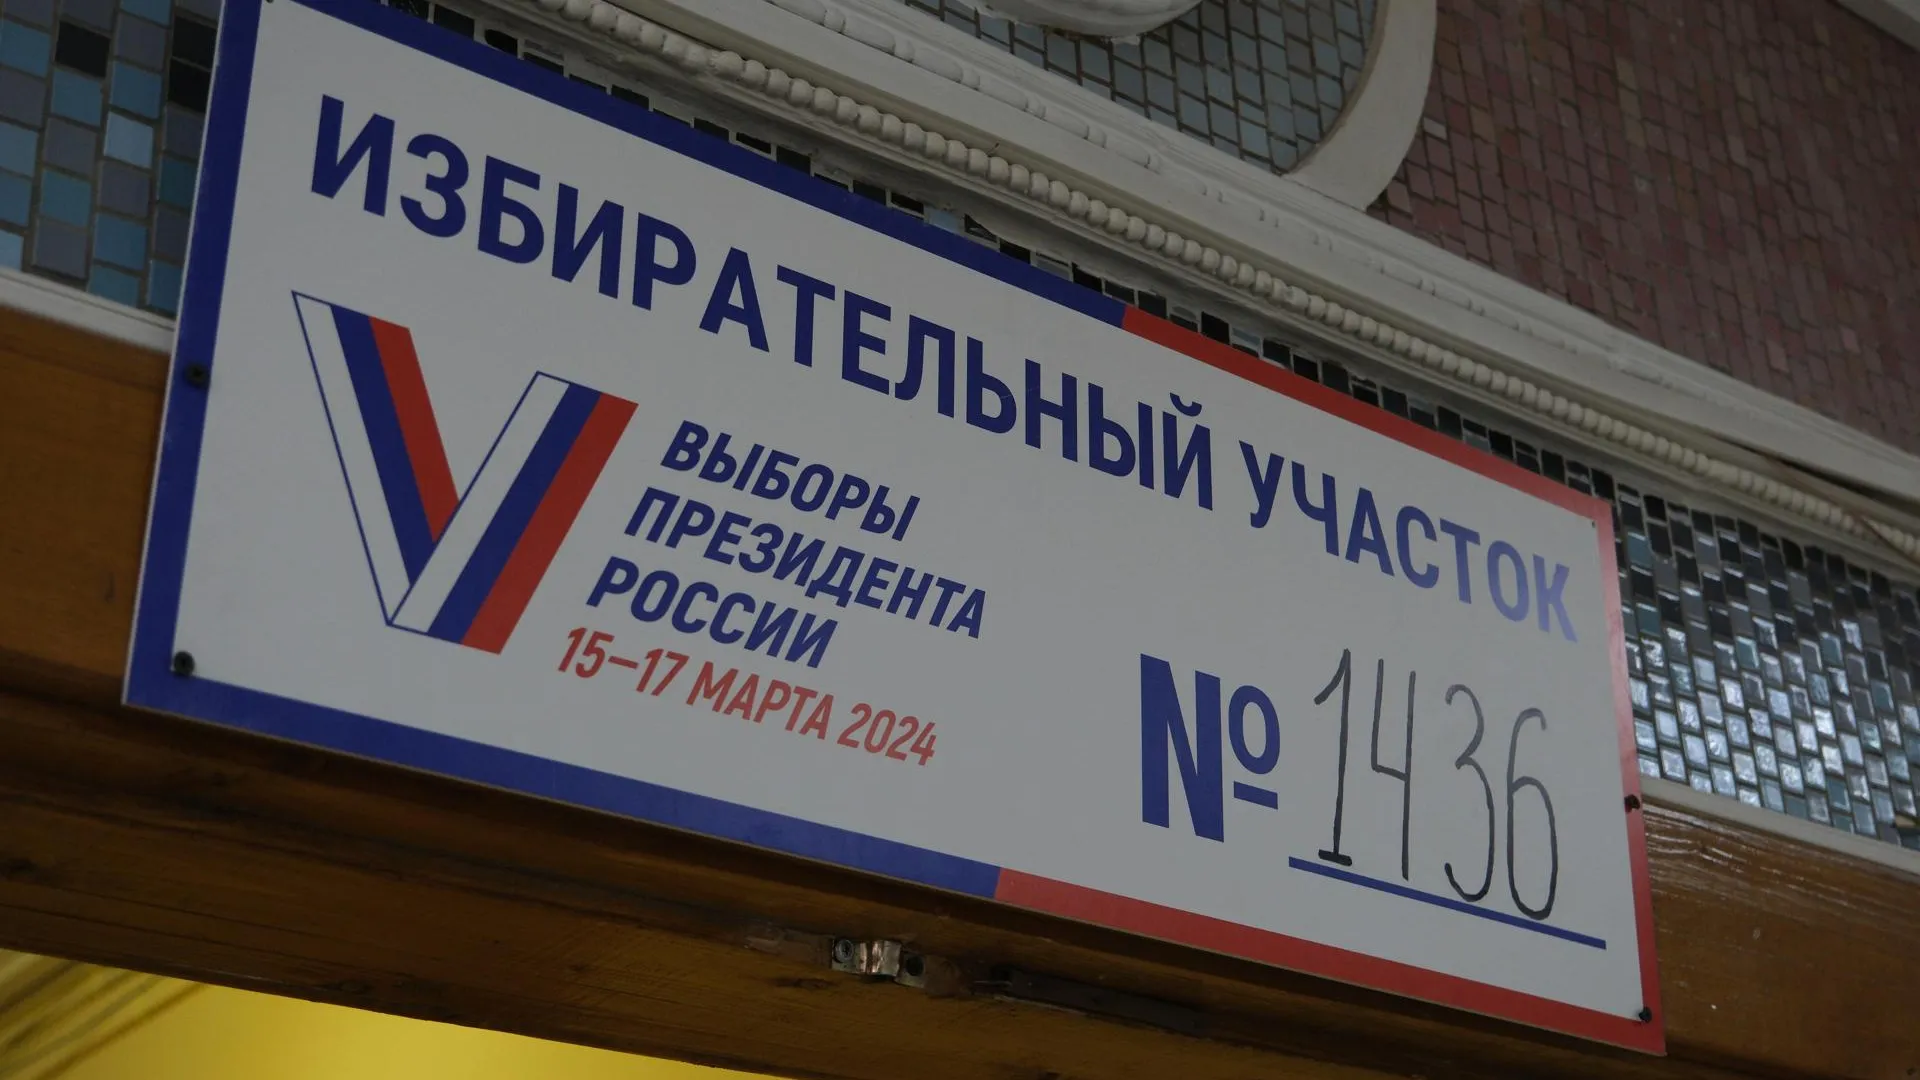 ИЗБИРАТЕЛЬНЫЙ УЧАСТОК
ВЫБОРЫ
ПРЕЗИДЕНТА
РОССИИ
15–17 МАРТА 2024
№ 1436